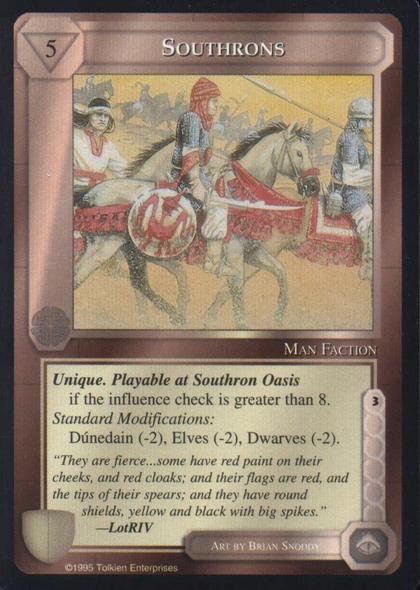 5
SOUTHRONS
MAN FACTION
Unique. Playable at Southron Oasis
if the influence check is greater than 8.
3
Standard Modifications:
Dúnedain (-2), Elves (-2), Dwarves (-2).
“They are fierce...some have red paint on their
cheeks, and red cloaks; and their flags are red, and
the tips of their spears; and they have round
shields, yellow and black with big spikes.”
—LotRIV
ART BY BRIAN SNODDY
©1995 Tolkien Enterprises